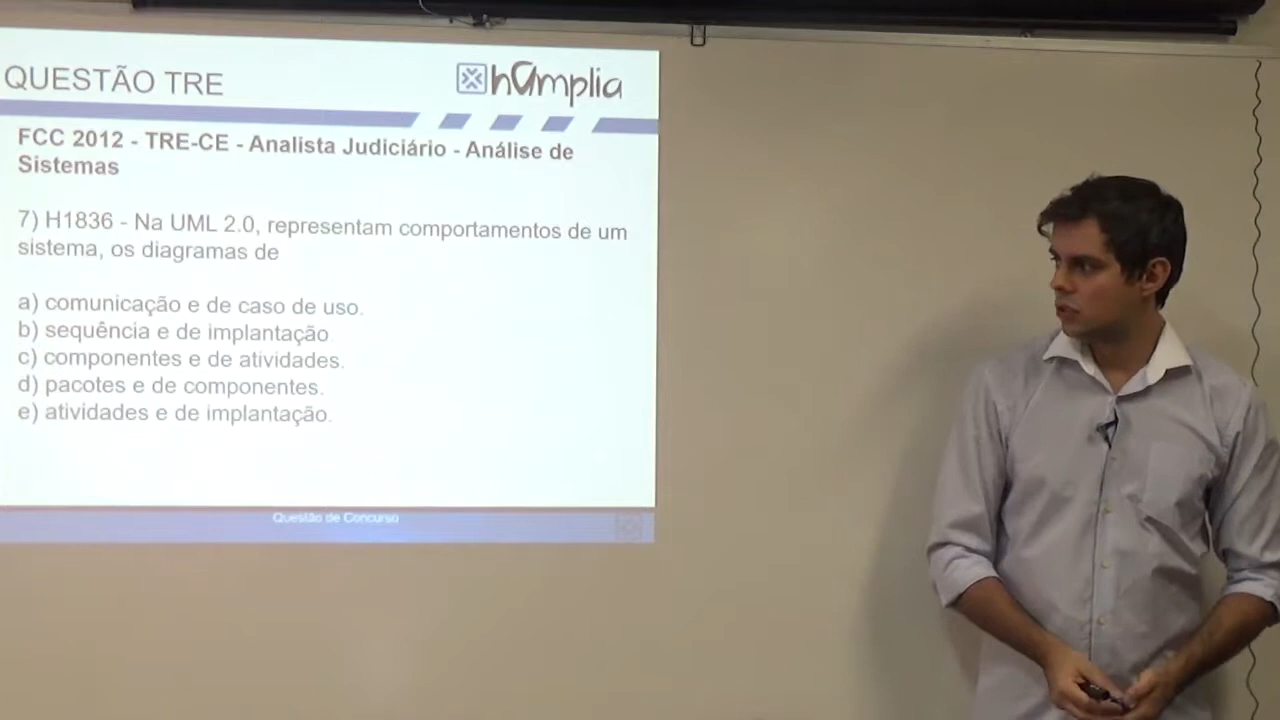 QUESTÃO TRE
hamplia
FCC 2012 - TRE-CE - Analista Judiciário - Análise de
Sistemas
7) H1836 - Na UML 2.0, representam comportamentos de um
sistema, os diagramas de
a) comunicação e de caso de uso.
b) sequência e de implantação.
c) componentes e de atividades.
d) pacotes e de componentes.
e) atividades e de implantação.
Questão de Concurso